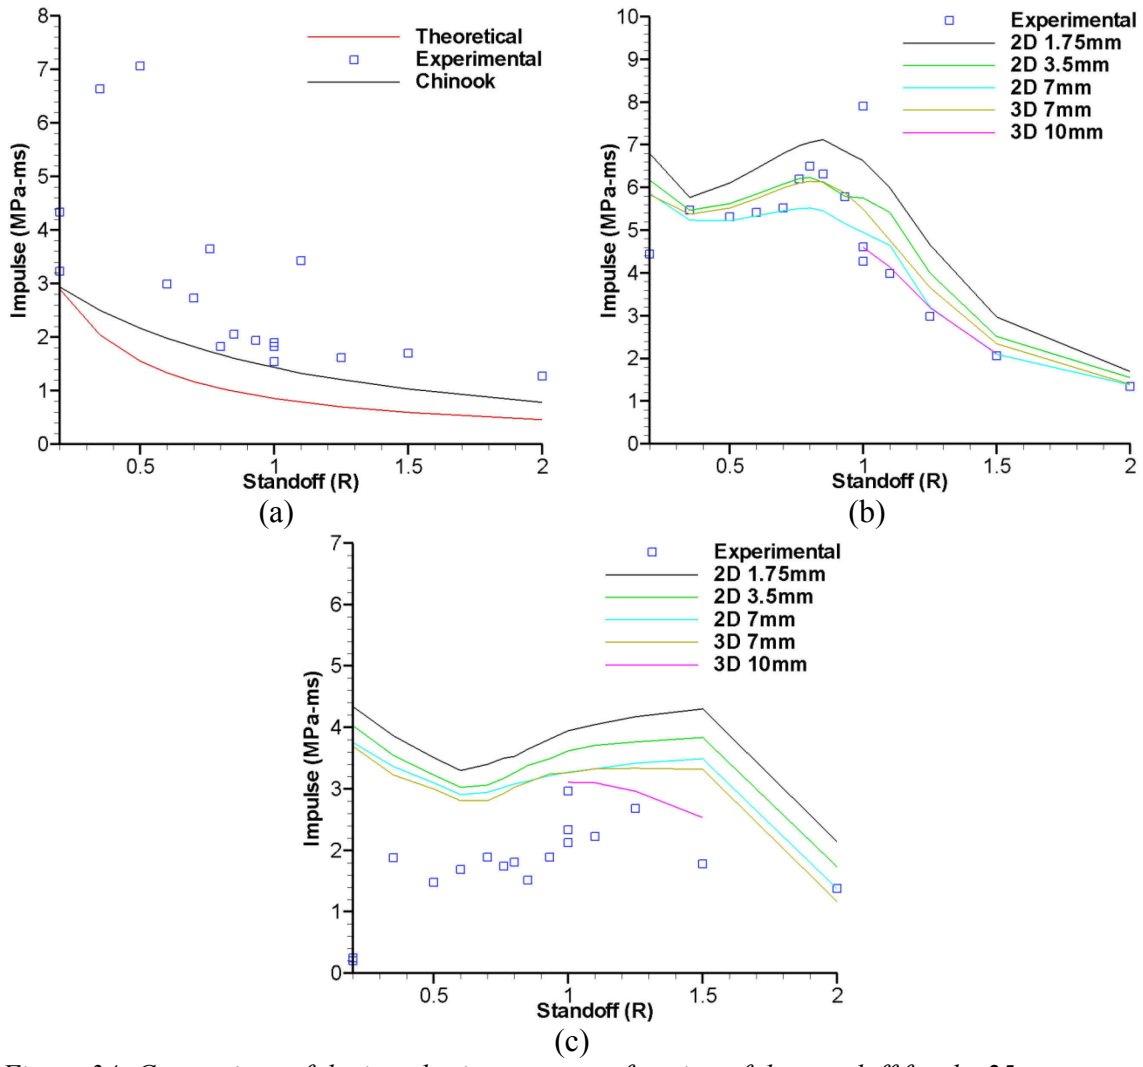 8
7
6
5
4
3
2
1
0
Impulse (MPa-ms)
Theoretical
Experimental
Chinook
0.5
1
1.5
2
Standoff (R)
(a)
10
9
8
7
6
5
4
3
2
1
0
Impulse (MPa-ms)
Experimental
2D 1.75mm
2D 3.5mm
2D 7mm
3D 7mm
3D 10mm
0.5
1
1.5
2
Standoff (R)
(b)
7
6
5
4
3
2
1
0
Impulse (MPa-ms)
Experimental
2D 1.75mm
2D 3.5mm
2D 7mm
3D 7mm
3D 10mm
0.5
1
1.5
2
Standoff (R)
(c)